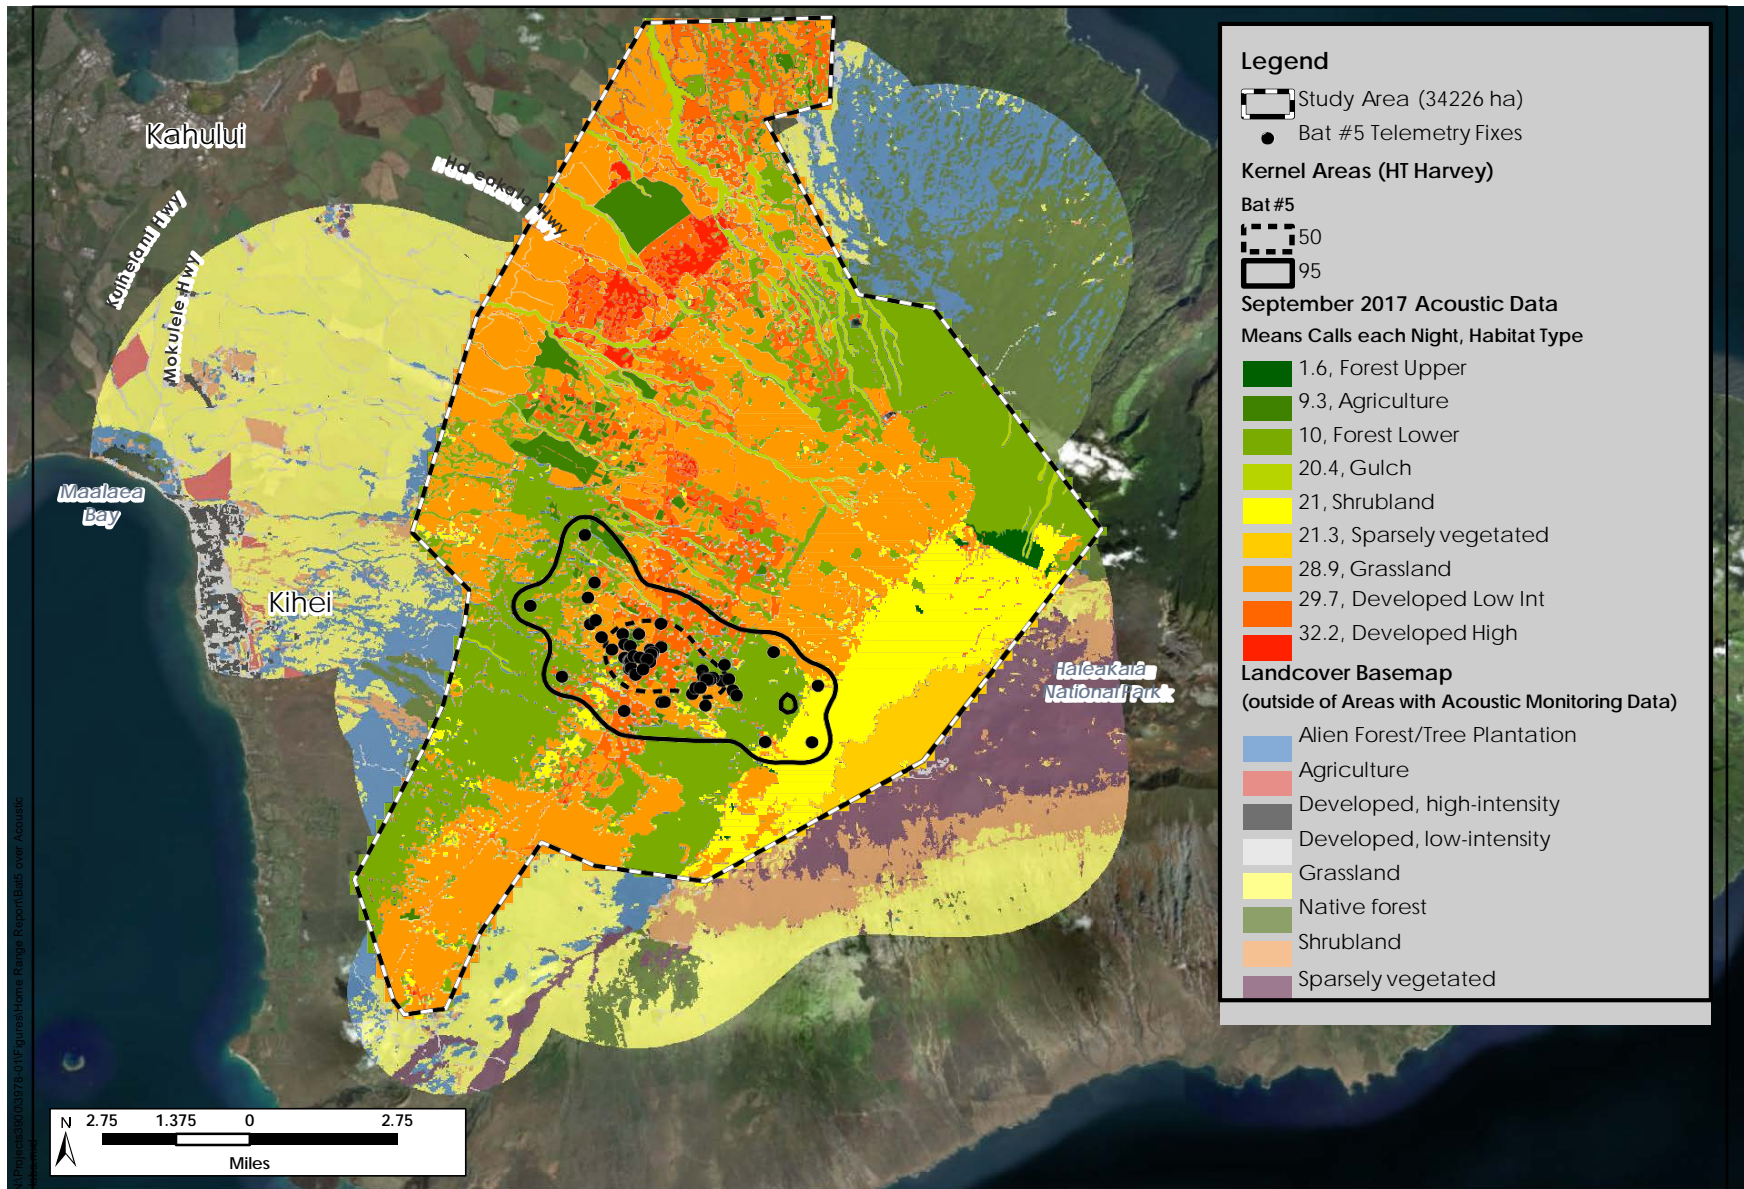 Kahului
Haleakala Hwy
Kuihelani Hwy
Mokulele Hwy
Maalaea
Bay
Kihei
Haleakala
National Park
Legend
Study Area (34226 ha)
Bat #5 Telemetry Fixes
Kernel Areas (HT Harvey)
Bat #5
50
95
September 2017 Acoustic Data
Means Calls each Night, Habitat Type
1.6, Forest Upper
9.3, Agriculture
10, Forest Lower
20.4, Gulch
21, Shrubland
21.3, Sparsely vegetated
28.9, Grassland
29.7, Developed Low Int
32.2, Developed High
Landcover Basemap
(outside of Areas with Acoustic Monitoring Data)
Alien Forest/Tree Plantation
Agriculture
Developed, high-intensity
Developed, low-intensity
Grassland
Native forest
Shrubland
Sparsely vegetated
N
2.75 1.375 0 2.75
Miles